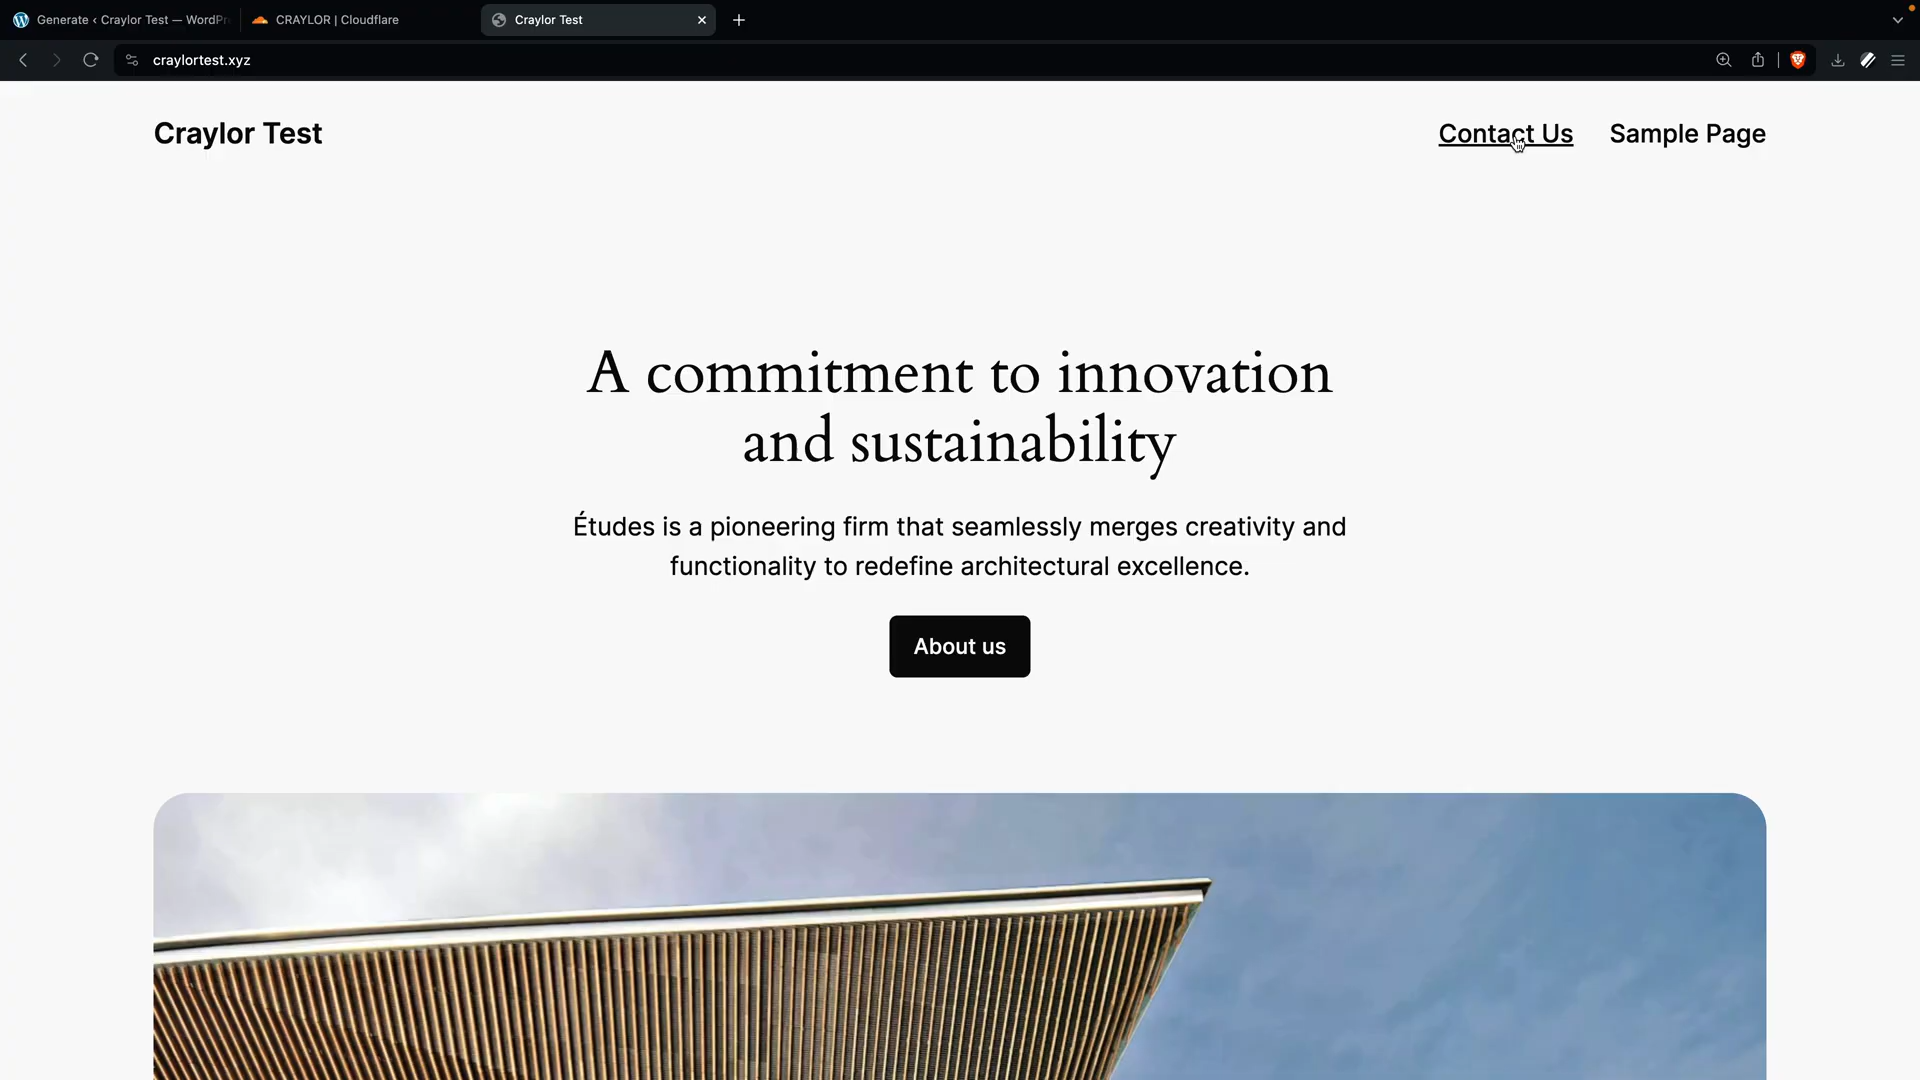 Generate ‹ Craylor Test — WordPr
CRAYLOR | Cloudflare
Craylor Test
craylortest.xyz
Craylor Test
Contact Us
Sample Page
A commitment to innovation
and sustainability
Études is a pioneering firm that seamlessly merges creativity and
functionality to redefine architectural excellence.
About us